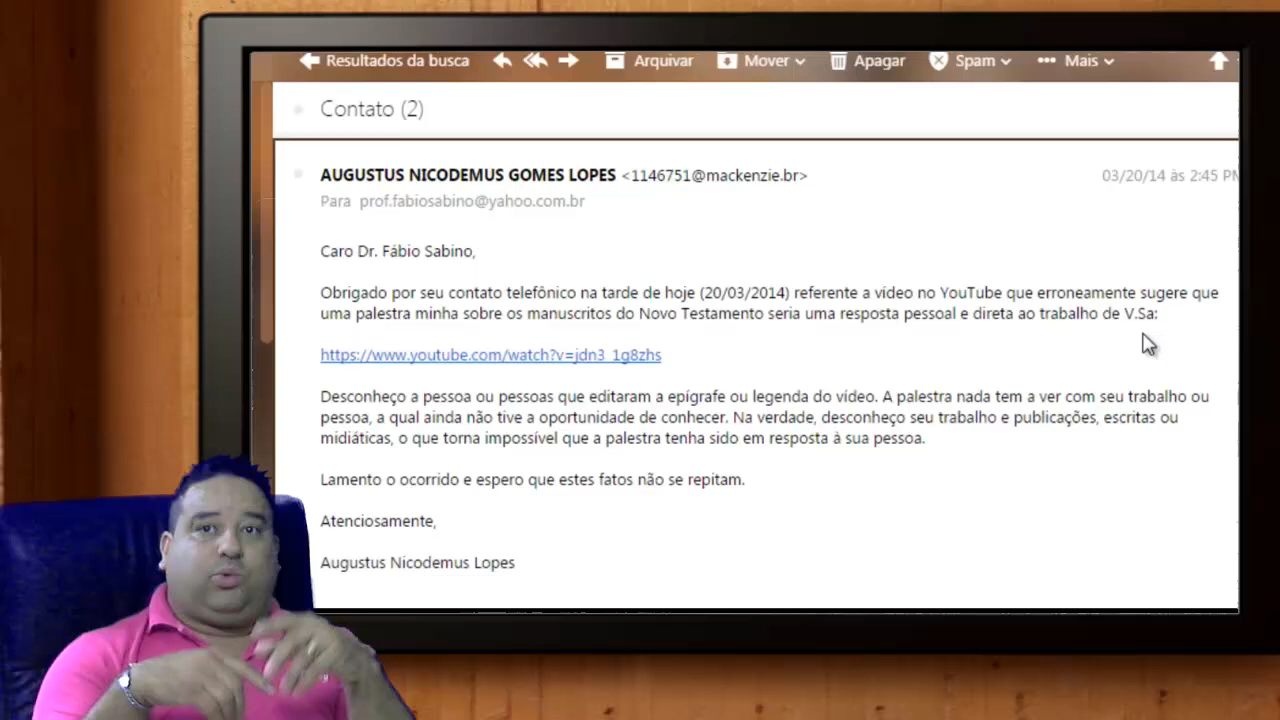 Resultados da busca Arquivar Mover Apagar Spam Mais
Contato (2)
AUGUSTUS NICODEMUS GOMES LOPES <1146751@mackenzie.br> 03/20/14 às 2:45
Para prof.fabiosabino@yahoo.com.br
Caro Dr. Fábio Sabino,
Obrigado por seu contato telefônico na tarde de hoje (20/03/2014) referente a vídeo no YouTube que erroneamente sugere que
uma palestra minha sobre os manuscritos do Novo Testamento seria uma resposta pessoal e direta ao trabalho de V.Sa:
https://www.youtube.com/watch?v=jdn3_1g8zhs
Desconheço a pessoa ou pessoas que editaram a epígrafe ou legenda do vídeo. A palestra nada tem a ver com seu trabalho ou
pessoa, a qual ainda não tive a oportunidade de conhecer. Na verdade, desconheço seu trabalho e publicações, escritas ou
midiáticas, o que torna impossível que a palestra tenha sido em resposta à sua pessoa.
Lamento o ocorrido e espero que estes fatos não se repitam.
Atenciosamente,
Augustus Nicodemus Lopes